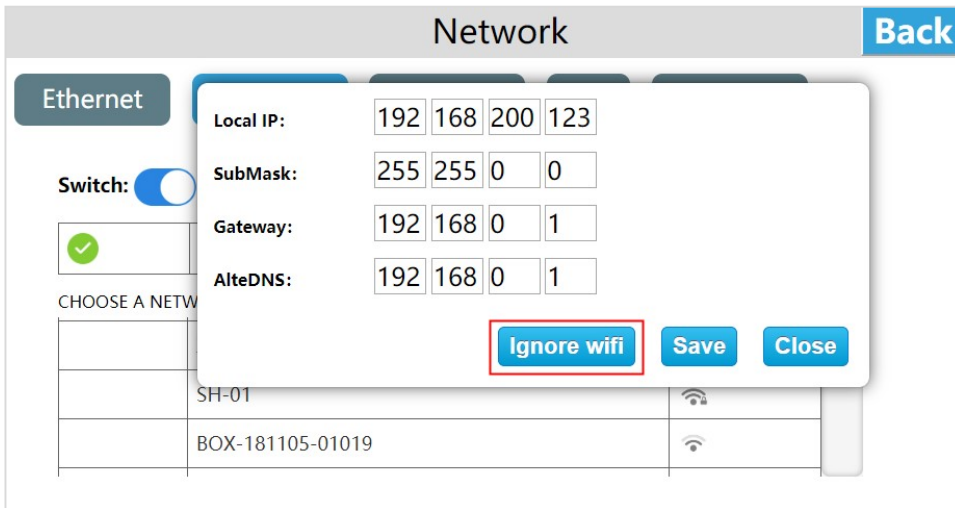 Network
Back
Ethernet
Local IP: 192 168 200 123
SubMask: 255 255 0 0
Switch:
Gateway: 192 168 0 1
AlteDNS: 192 168 0 1
CHOOSE A NETW
Ignore wifi Save Close
SH-01
BOX-181105-01019